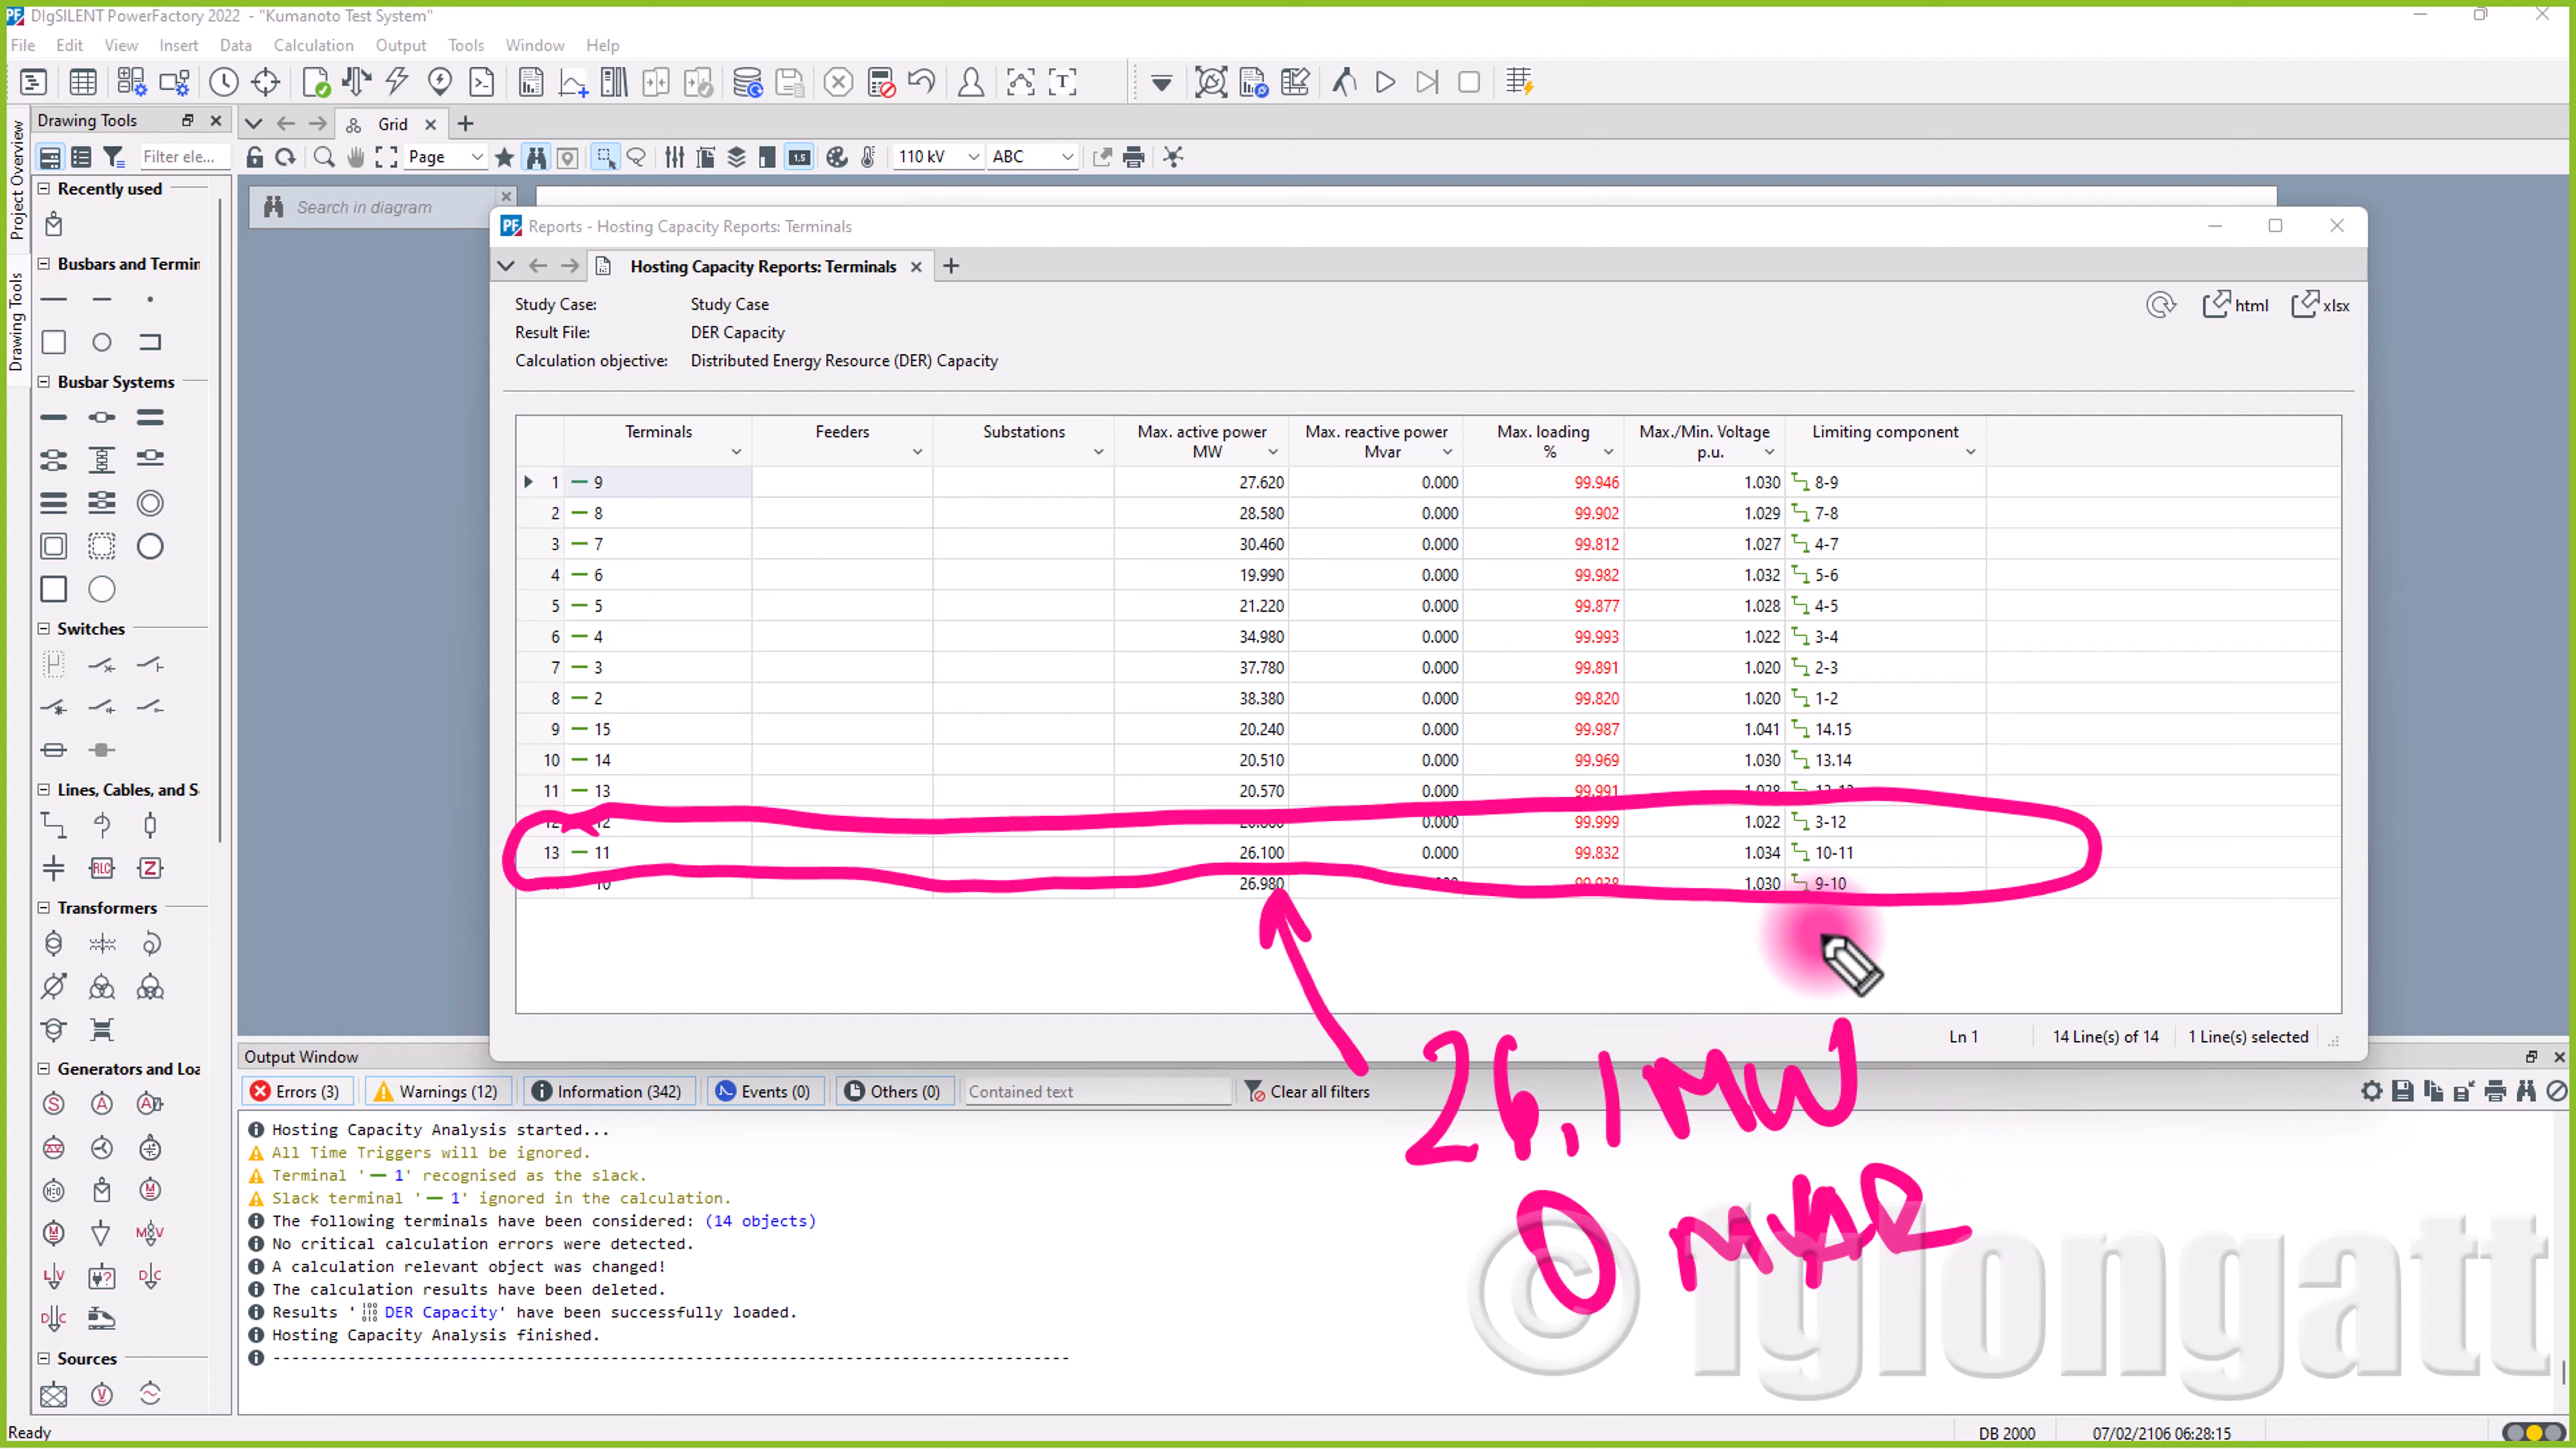 DIgSILENT PowerFactory 2022 - "Kumanoto Test System"
File Edit View Insert Data Calculation Output Tools Window Help
Drawing Tools
Grid
Filter ele...
Page
110 kV
ABC
Project Overview
Drawing Tools
Recently used
Busbars and Termin
Busbar Systems
Switches
Lines, Cables, and S
Transformers
Generators and Loa
Sources
Search in diagram
Reports - Hosting Capacity Reports: Terminals
Hosting Capacity Reports: Terminals
Study Case: Study Case
Result File: DER Capacity
Calculation objective: Distributed Energy Resource (DER) Capacity
html xlsx
Terminals Feeders Substations Max. active power MW Max. reactive power Mvar Max. loading % Max./Min. Voltage p.u. Limiting component
1 9 27.620 0.000 99.946 1.030 8-9
2 8 28.580 0.000 99.902 1.029 7-8
3 7 30.460 0.000 99.812 1.027 4-7
4 6 19.990 0.000 99.982 1.032 5-6
5 5 21.220 0.000 99.877 1.028 4-5
6 4 34.980 0.000 99.993 1.022 3-4
7 3 37.780 0.000 99.891 1.020 2-3
8 2 38.380 0.000 99.820 1.020 1-2
9 15 20.240 0.000 99.987 1.041 14.15
10 14 20.510 0.000 99.969 1.030 13.14
11 13 20.570 0.000 99.991 1.028
12 12 0.000 99.999 1.022 3-12
13 11 26.100 0.000 99.832 1.034 10-11
10 26.980 99.938 1.030 9-10
Ln 1 14 Line(s) of 14 1 Line(s) selected
26,1 MW
0 MVAR
Output Window
Errors (3) Warnings (12) Information (342) Events (0) Others (0) Contained text Clear all filters
Hosting Capacity Analysis started...
All Time Triggers will be ignored.
Terminal ' 1' recognised as the slack.
Slack terminal ' 1' ignored in the calculation.
The following terminals have been considered: (14 objects)
No critical calculation errors were detected.
A calculation relevant object was changed!
The calculation results have been deleted.
Results ' DER Capacity' have been successfully loaded.
Hosting Capacity Analysis finished.
--------------------------------------------------------------------------------------
© fglongatt
Ready
DB 2000 07/02/2106 06:28:15